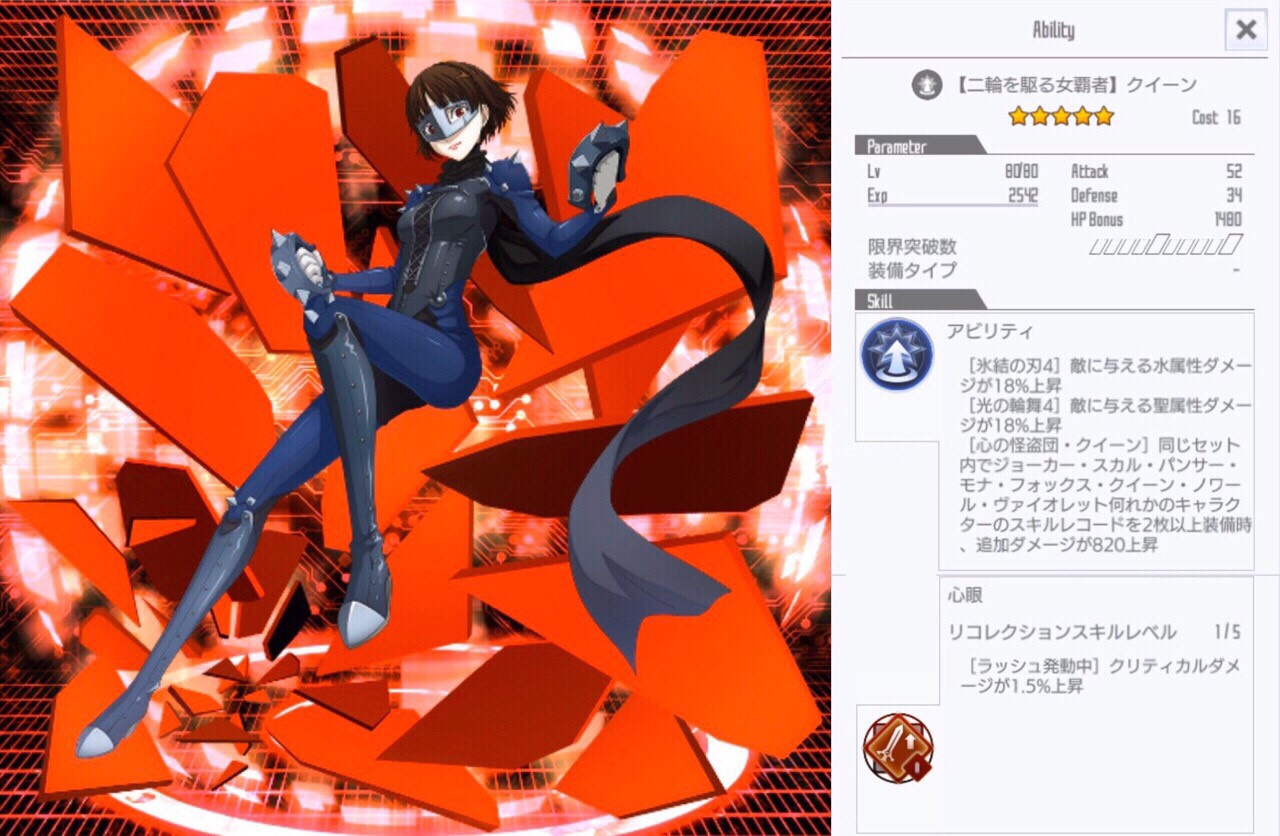 Ability
【二輪を駆る女覇者】クイーン
Cost 16
Parameter
Lv 80/80 Attack 52
Exp 2542 Defense 34
HP Bonus 1480
限界突破数
装備タイプ -
Skill
アビリティ
［氷結の刃4］敵に与える水属性ダメー
ジが18%上昇
［光の輪舞4］敵に与える聖属性ダメー
ジが18%上昇
［心の怪盗団・クイーン］同じセット
内でジョーカー・スカル・パンサー・
モナ・フォックス・クイーン・ノワー
ル・ヴァイオレット何れかのキャラク
ターのスキルレコードを2枚以上装備時
、追加ダメージが820上昇
心眼
リコレクションスキルレベル 1/5
［ラッシュ発動中］クリティカルダメ
ージが1.5%上昇